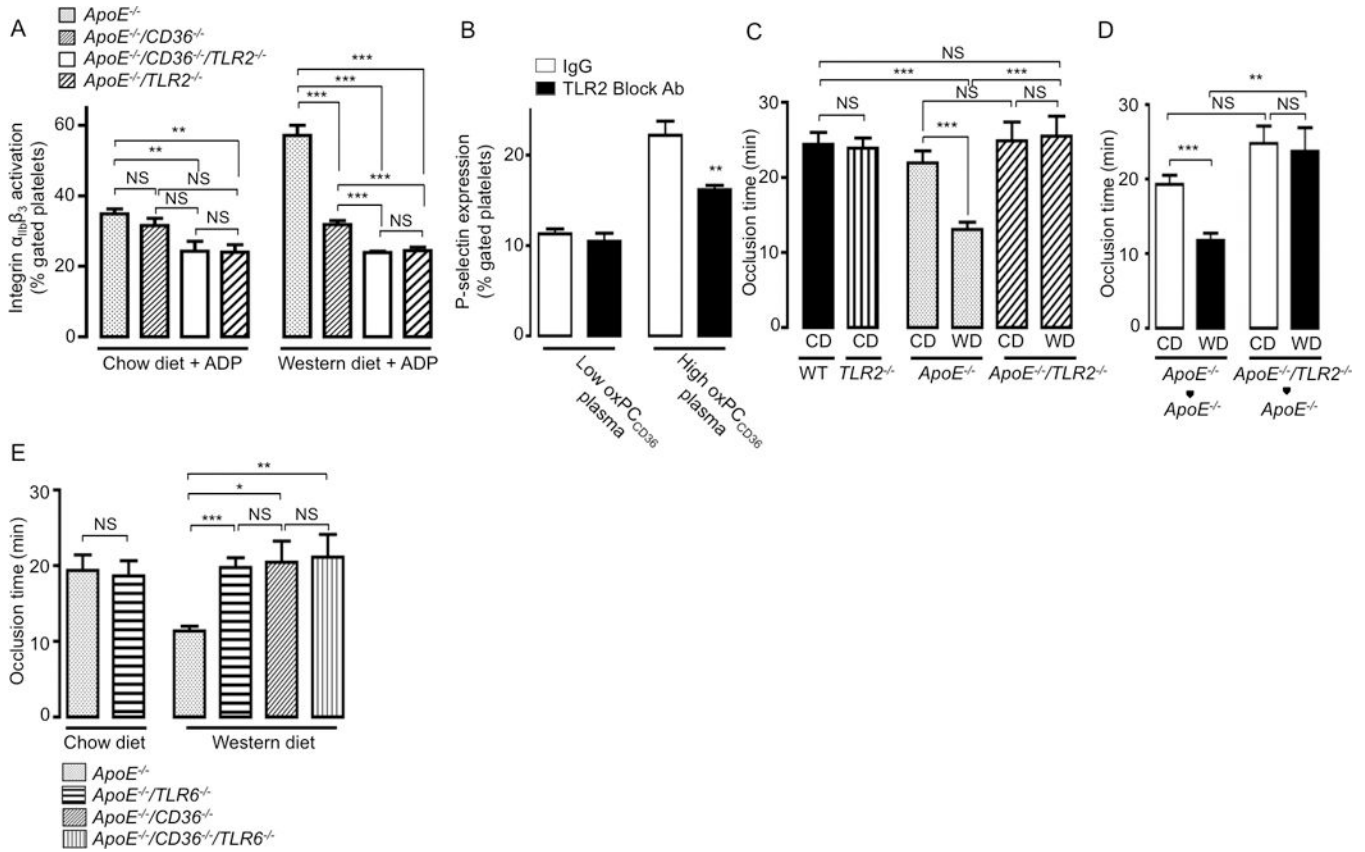 A
ApoE-/-
ApoE-/-/CD36-/-
ApoE-/-/CD36-/-/TLR2-/-
ApoE-/-/TLR2-/-
Integrin αIIbβ3 activation
(% gated platelets)
60
40
20
0
**
**
NS
NS
NS
NS
***
***
***
***
***
NS
Chow diet + ADP
Western diet + ADP
B
IgG
TLR2 Block Ab
P-selectin expression
(% gated platelets)
20
10
0
**
Low oxPCCD36
plasma
High oxPCCD36
plasma
C
Occlusion time (min)
30
20
10
0
NS
***
***
NS
NS
NS
***
CD
CD
CD
WD
CD
WD
WT
TLR2-/-
ApoE-/-
ApoE-/-/TLR2-/-
D
Occlusion time (min)
30
20
10
0
**
NS
NS
***
CD
WD
CD
WD
ApoE-/-
ApoE-/-/TLR2-/-
ApoE-/-
ApoE-/-
E
Occlusion time (min)
30
20
10
0
NS
**
*
***
NS
NS
Chow diet
Western diet
ApoE-/-
ApoE-/-/TLR6-/-
ApoE-/-/CD36-/-
ApoE-/-/CD36-/-/TLR6-/-